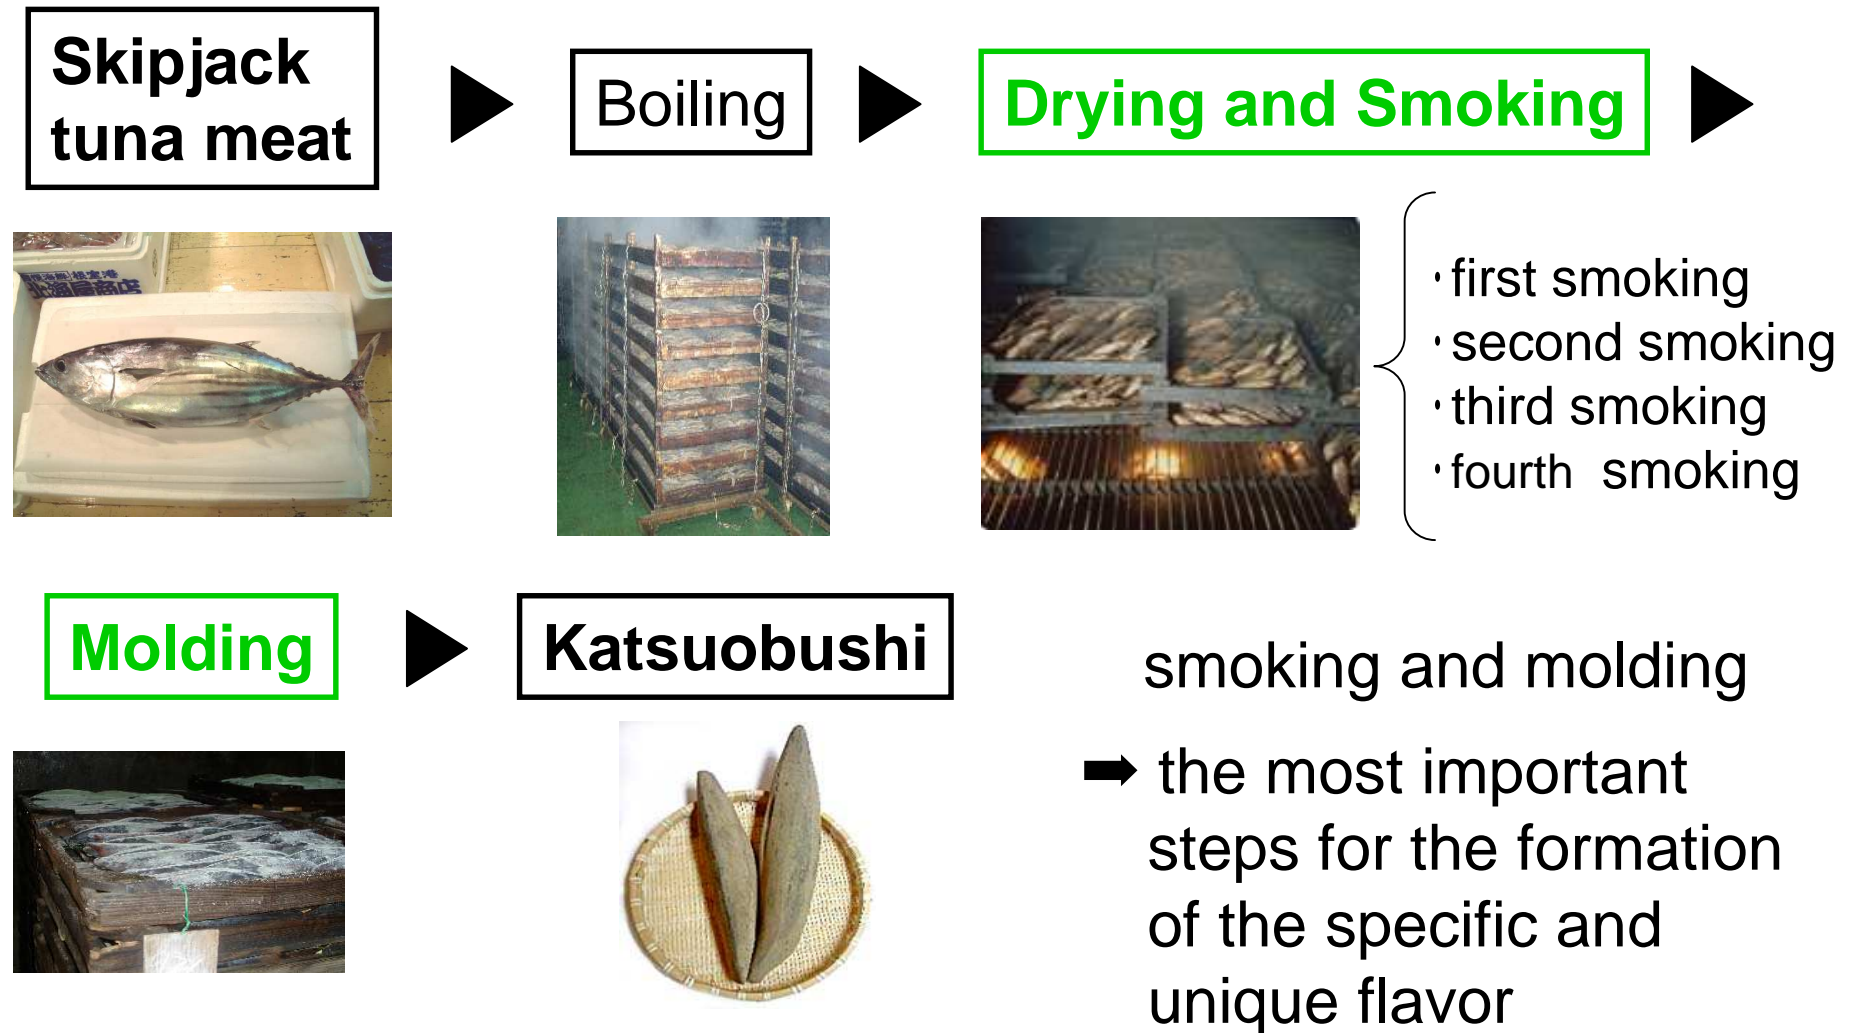 Skipjack
tuna meat
Boiling
Drying and Smoking
・first smoking
・second smoking
・third smoking
・fourth smoking
Molding
Katsuobushi
smoking and molding
➡ the most important
steps for the formation
of the specific and
unique flavor